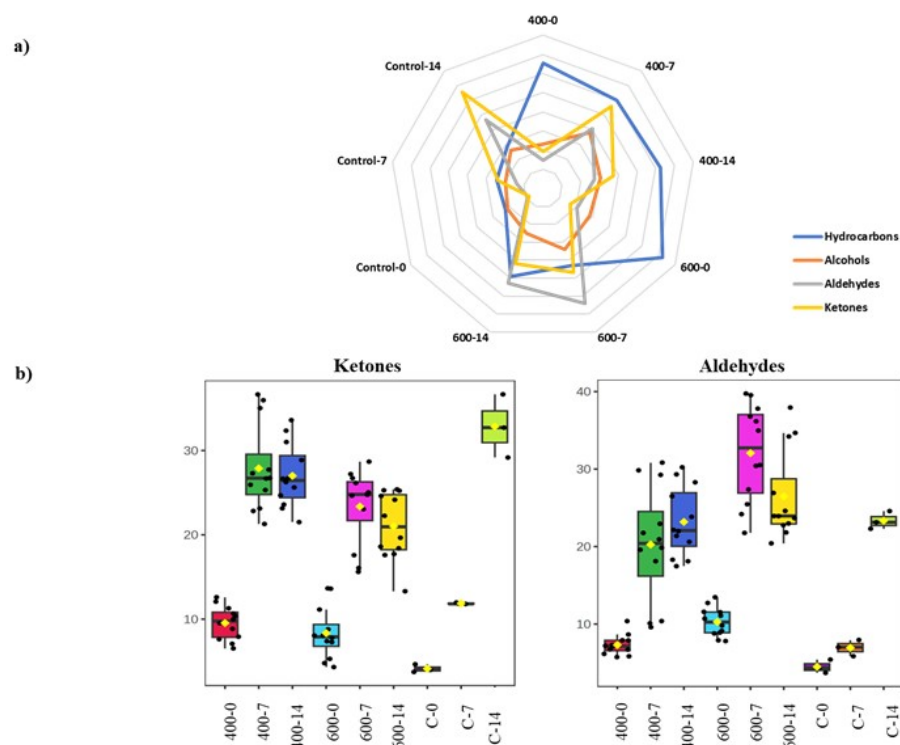 a)
400-0
Control-14
400-7
Control-7
400-14
Hydrocarbons
Alcohols
Aldehydes
Ketones
Control-0
600-0
600-14
600-7
b)
Ketones
Aldehydes
30
20
10
40
30
20
10
400-0
400-7
400-14
600-0
600-7
600-14
C-0
C-7
C-14
400-0
400-7
400-14
600-0
600-7
600-14
C-0
C-7
C-14